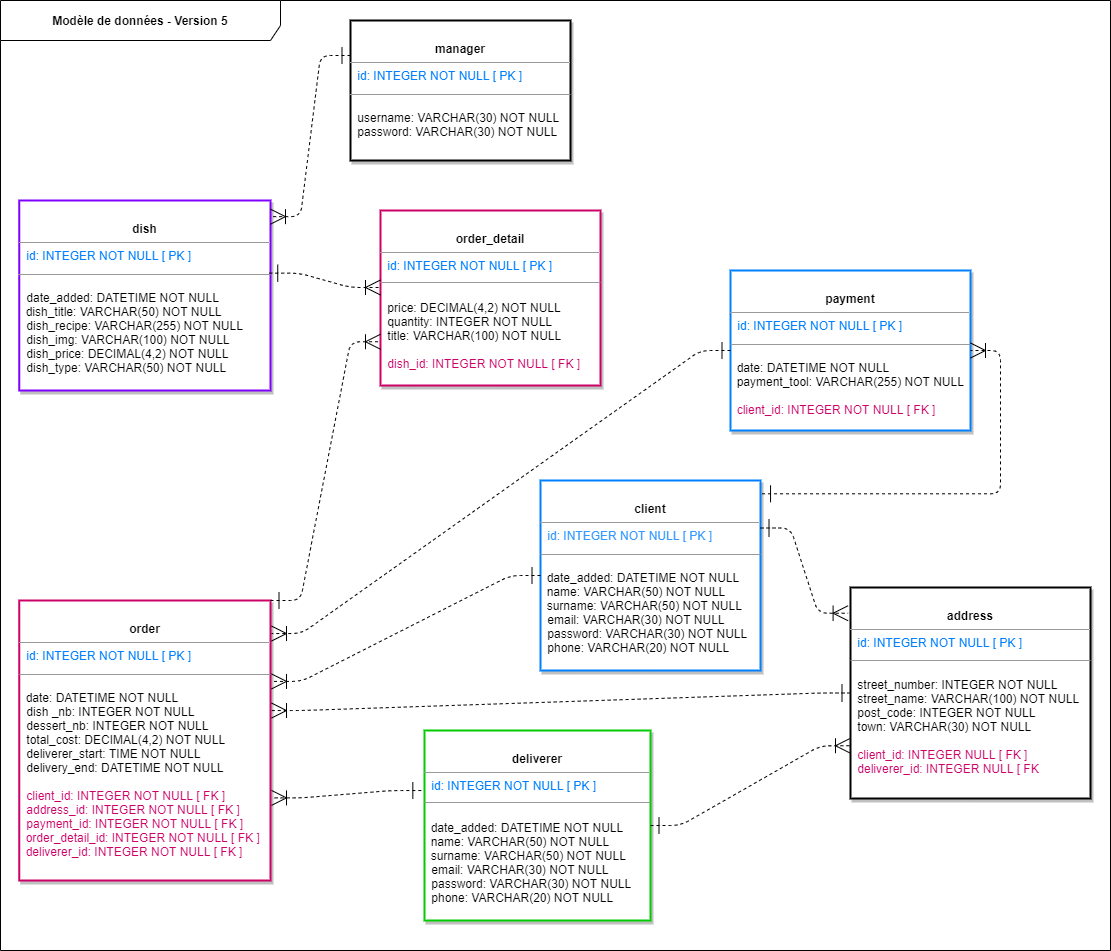 Modèle de données - Version 5
manager
id: INTEGER NOT NULL [ PK ]
username: VARCHAR(30) NOT NULL
password: VARCHAR(30) NOT NULL
dish
id: INTEGER NOT NULL [ PK ]
date_added: DATETIME NOT NULL
dish_title: VARCHAR(50) NOT NULL
dish_recipe: VARCHAR(255) NOT NULL
dish_img: VARCHAR(100) NOT NULL
dish_price: DECIMAL(4,2) NOT NULL
dish_type: VARCHAR(50) NOT NULL
order_detail
id: INTEGER NOT NULL [ PK ]
price: DECIMAL(4,2) NOT NULL
quantity: INTEGER NOT NULL
title: VARCHAR(100) NOT NULL
dish_id: INTEGER NOT NULL [ FK ]
payment
id: INTEGER NOT NULL [ PK ]
date: DATETIME NOT NULL
payment_tool: VARCHAR(255) NOT NULL
client_id: INTEGER NOT NULL [ FK ]
client
id: INTEGER NOT NULL [ PK ]
date_added: DATETIME NOT NULL
name: VARCHAR(50) NOT NULL
surname: VARCHAR(50) NOT NULL
email: VARCHAR(30) NOT NULL
password: VARCHAR(30) NOT NULL
phone: VARCHAR(20) NOT NULL
order
id: INTEGER NOT NULL [ PK ]
date: DATETIME NOT NULL
dish _nb: INTEGER NOT NULL
dessert_nb: INTEGER NOT NULL
total_cost: DECIMAL(4,2) NOT NULL
deliverer_start: TIME NOT NULL
delivery_end: DATETIME NOT NULL
client_id: INTEGER NOT NULL [ FK ]
address_id: INTEGER NOT NULL [ FK ]
payment_id: INTEGER NOT NULL [ FK ]
order_detail_id: INTEGER NOT NULL [ FK ]
deliverer_id: INTEGER NOT NULL [ FK ]
address
id: INTEGER NOT NULL [ PK ]
street_number: INTEGER NOT NULL
street_name: VARCHAR(100) NOT NULL
post_code: INTEGER NOT NULL
town: VARCHAR(30) NOT NULL
client_id: INTEGER NULL [ FK ]
deliverer_id: INTEGER NULL [ FK
deliverer
id: INTEGER NOT NULL [ PK ]
date_added: DATETIME NOT NULL
name: VARCHAR(50) NOT NULL
surname: VARCHAR(50) NOT NULL
email: VARCHAR(30) NOT NULL
password: VARCHAR(30) NOT NULL
phone: VARCHAR(20) NOT NULL